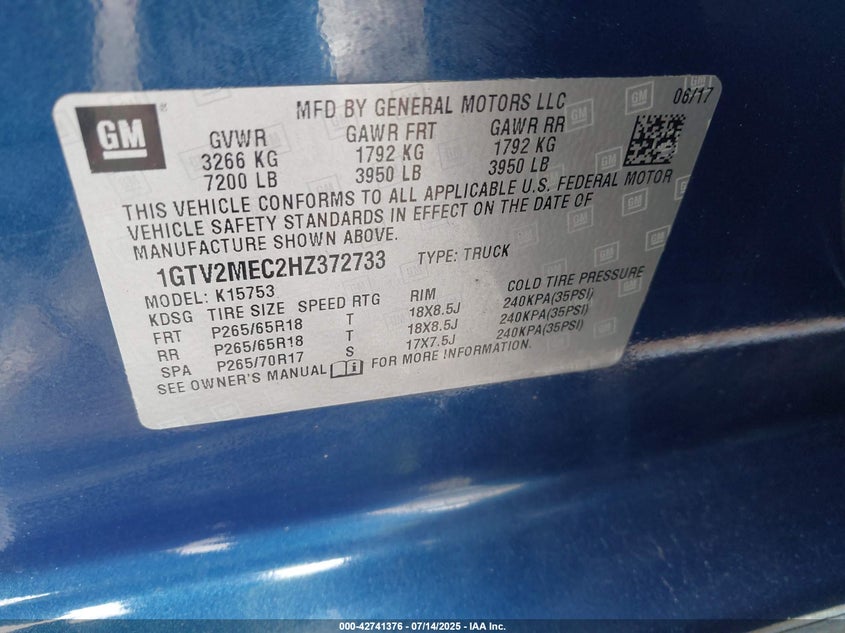 GM
MFD BY GENERAL MOTORS LLC
06/17
GVWR GAWR FRT GAWR RR
3266 KG 1792 KG 1792 KG
7200 LB 3950 LB 3950 LB
THIS VEHICLE CONFORMS TO ALL APPLICABLE U.S. FEDERAL MOTOR
VEHICLE SAFETY STANDARDS IN EFFECT ON THE DATE OF
MANUFACTURE SHOWN ABOVE.
1GTV2MEC2HZ372733 TYPE: TRUCK
MODEL: K15753
KDSG TIRE SIZE SPEED RTG RIM COLD TIRE PRESSURE
FRT P265/65R18 T 18X8.5J 240KPA(35PSI)
RR P265/65R18 T 18X8.5J 240KPA(35PSI)
SPA P265/70R17 S 17X7.5J 240KPA(35PSI)
SEE OWNER'S MANUAL FOR MORE INFORMATION.
000-42741376 - 07/14/2025 - IAA Inc.